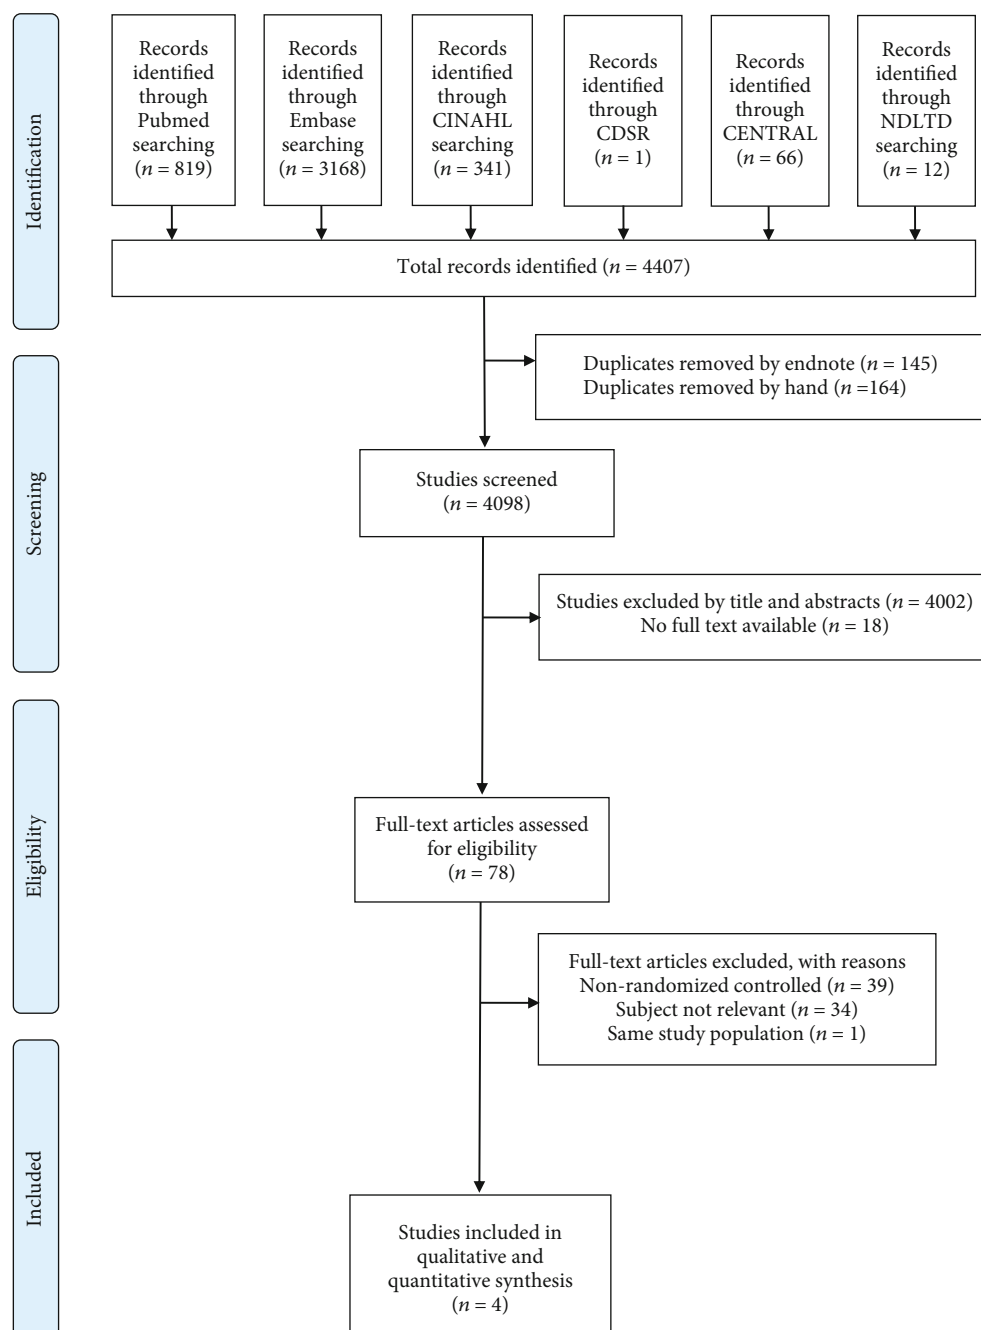 Identification
Records
identified
through
Pubmed
searching
(n = 819)
Records
identified
through
Embase
searching
(n = 3168)
Records
identified
through
CINAHL
searching
(n = 341)
Records
identified
through
CDSR
(n = 1)
Records
identified
through
CENTRAL
(n = 66)
Records
identified
through
NDLTD
searching
(n = 12)
Total records identified (n = 4407)
Screening
Duplicates removed by endnote (n = 145)
Duplicates removed by hand (n =164)
Studies screened
(n = 4098)
Studies excluded by title and abstracts (n = 4002)
No full text available (n = 18)
Eligibility
Full-text articles assessed
for eligibility
(n = 78)
Full-text articles excluded, with reasons
Non-randomized controlled (n = 39)
Subject not relevant (n = 34)
Same study population (n = 1)
Included
Studies included in
qualitative and
quantitative synthesis
(n = 4)